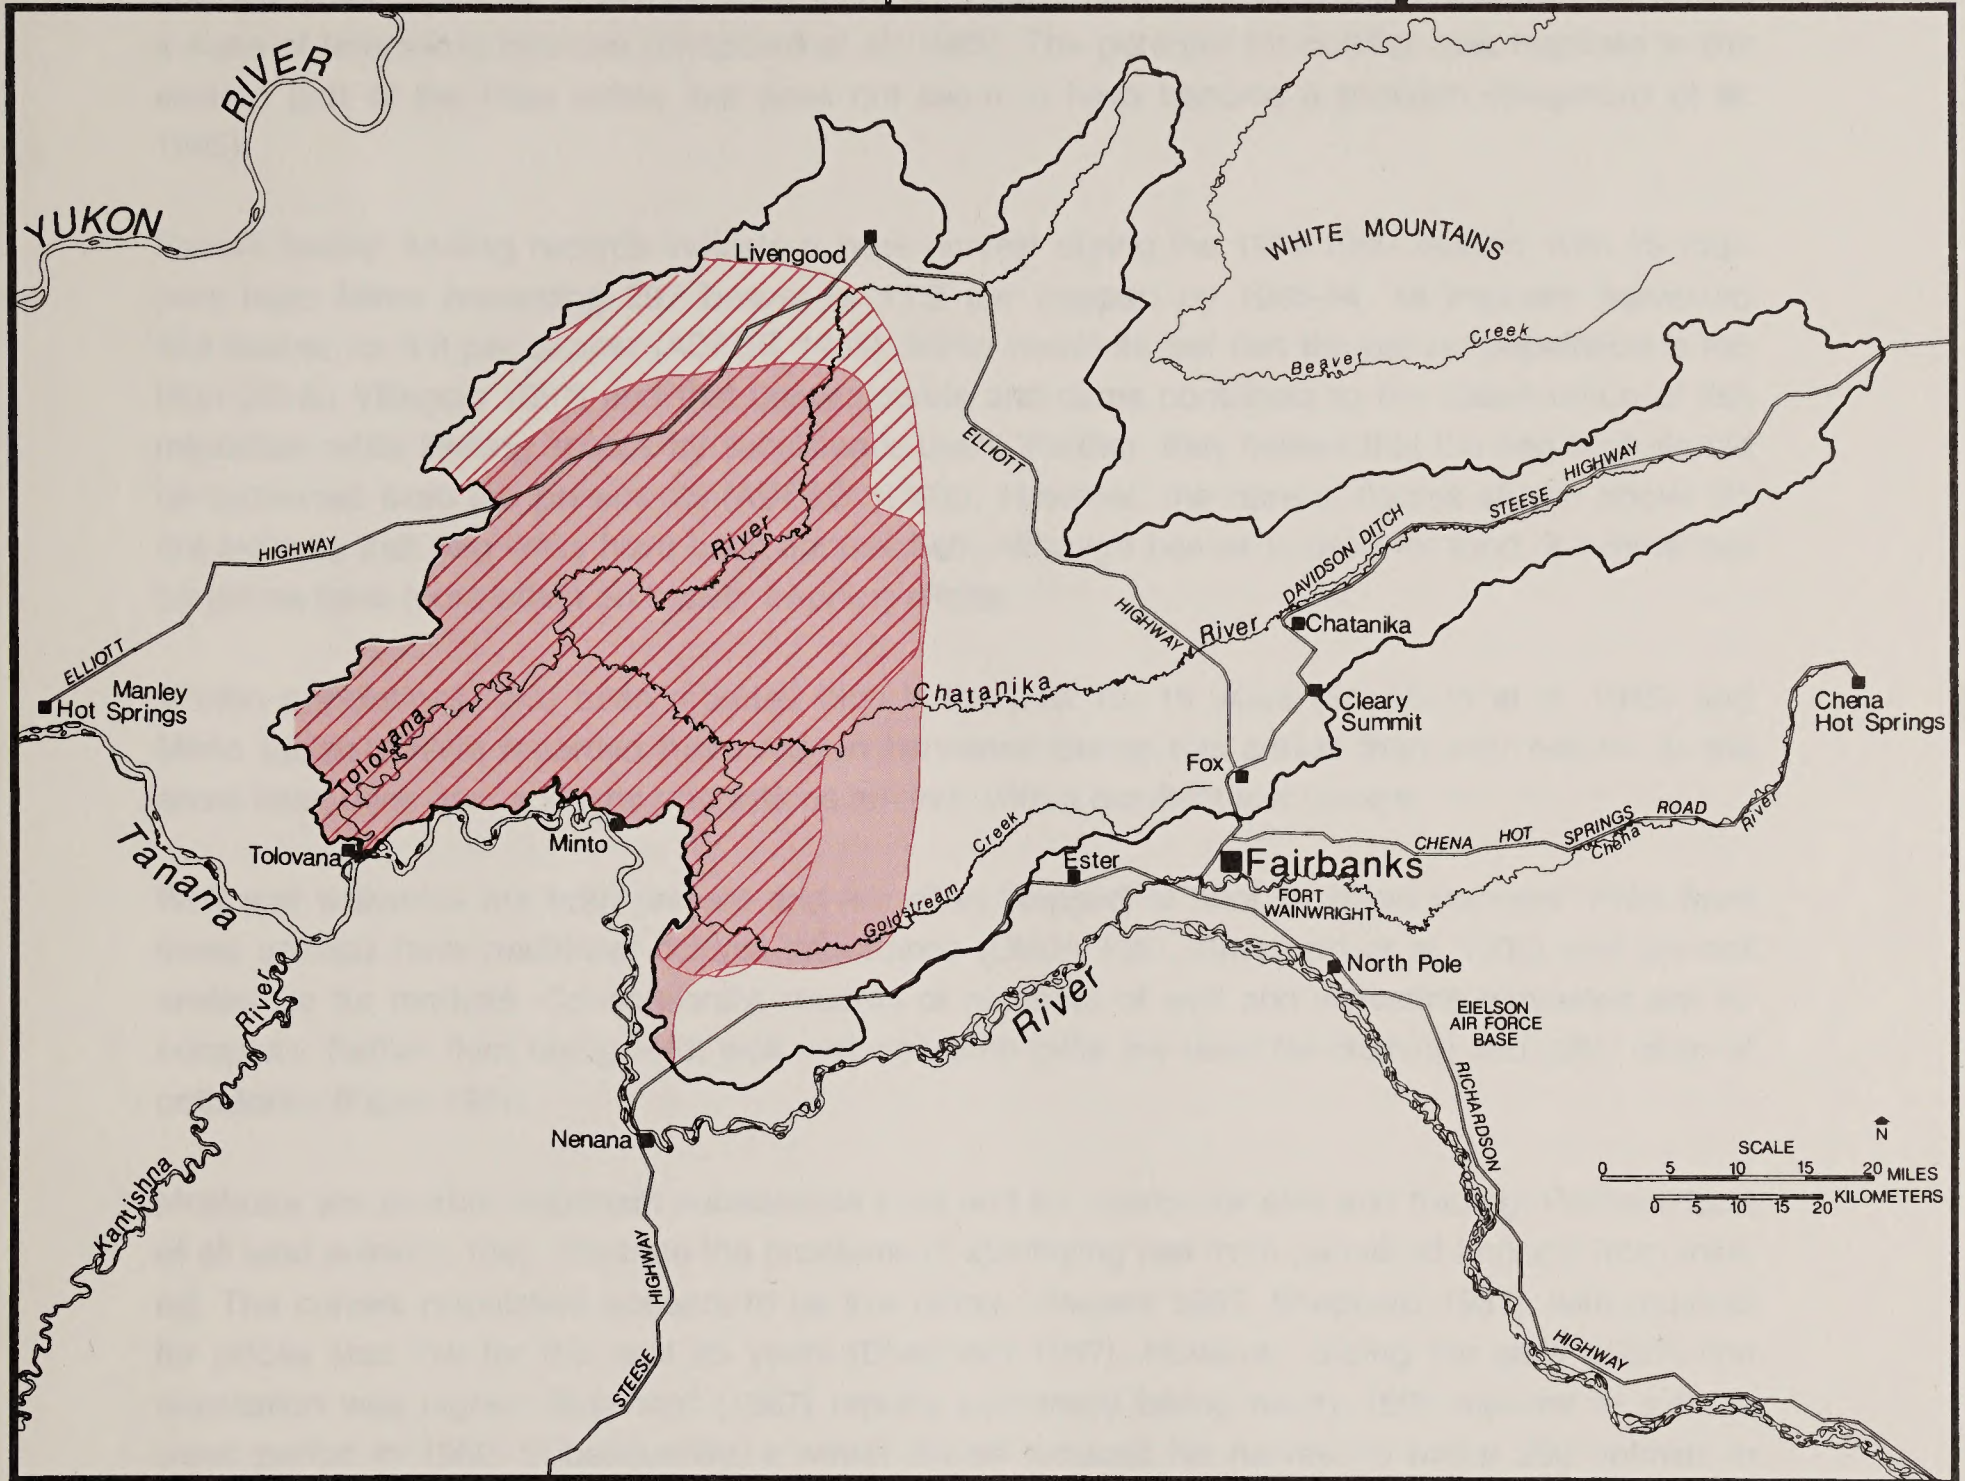 RIVER
YUKON
WHITE MOUNTAINS
Livengood
Beaver
Creek
ELLIOTT
HIGHWAY
STEESE
DAVIDSON DITCH
River
HIGHWAY
HIGHWAY
River
Chatanika
ELLIOTT
Manley
Hot Springs
Chatanika
Cleary
Summit
Chena
Hot Springs
Tolovana
Fox
Creek
CHENA
HOT
SPRINGS
ROAD
Chena
River
Tolovana
Minto
Tanana
Ester
Fairbanks
Goldstream
FORT
WAINWRIGHT
North Pole
River
River
EIELSON
AIR FORCE
BASE
RICHARDSON
Nenana
Kantishna
N
SCALE
0 5 10 15 20 MILES
0 5 10 15 20 KILOMETERS
HIGHWAY
STEESE
HIGHWAY